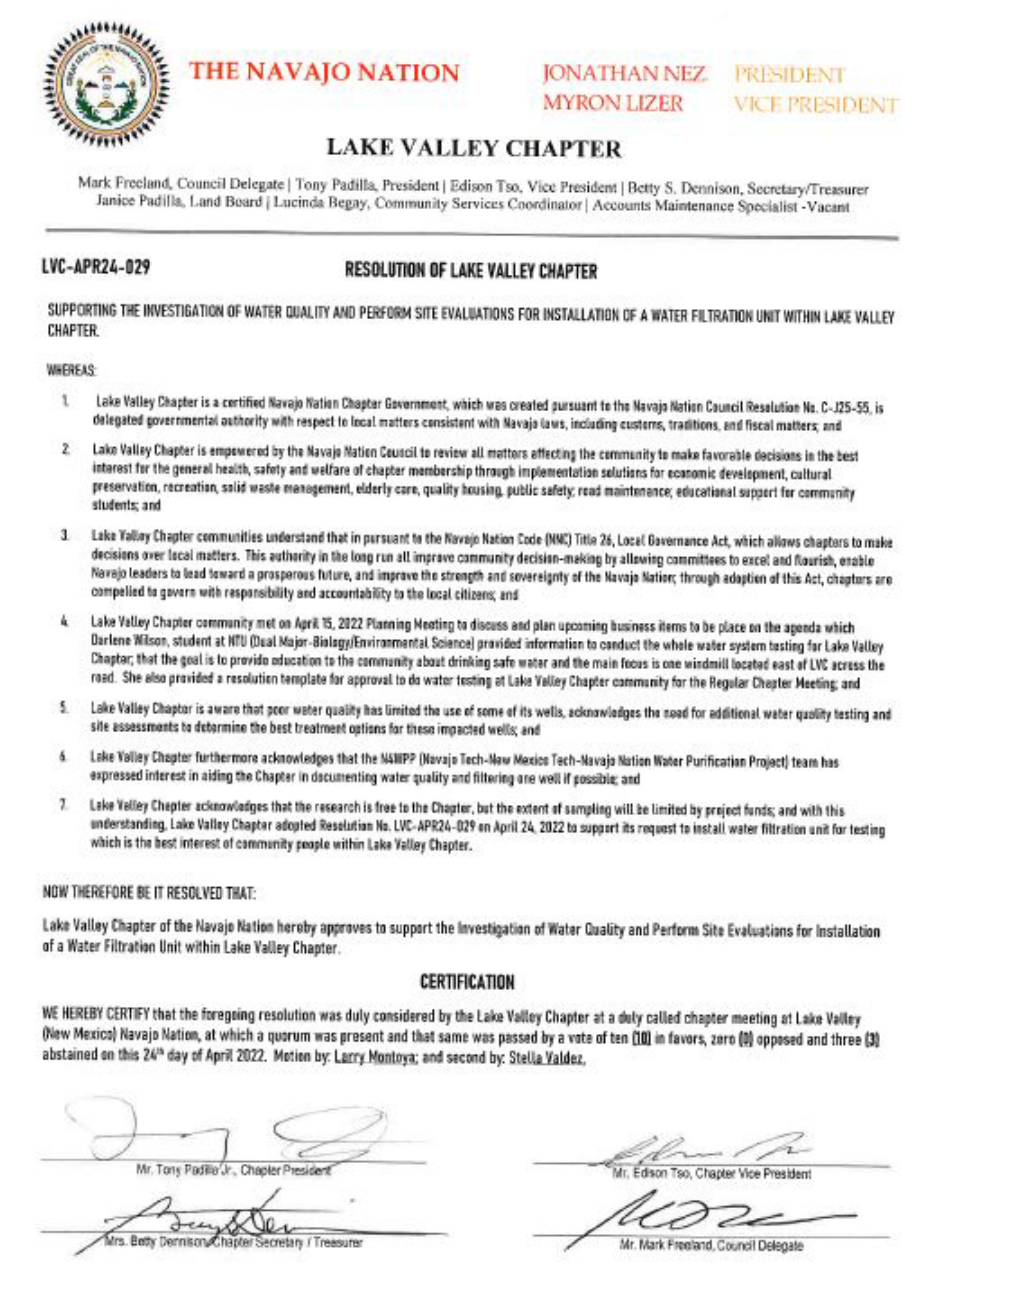 GREAT SEAL OF THE NAVAJO NATION
THE NAVAJO NATION
JONATHAN NEZ PRESIDENT
MYRON LIZER VICE PRESIDENT
LAKE VALLEY CHAPTER
Mark Freeland, Council Delegate | Tony Padilla, President | Edison Tso, Vice President | Betty S. Dennison, Secretary/Treasurer
Janice Padilla, Land Board | Lucinda Begay, Community Services Coordinator | Accounts Maintenance Specialist -Vacant
LVC-APR24-029 RESOLUTION OF LAKE VALLEY CHAPTER
SUPPORTING THE INVESTIGATION OF WATER QUALITY AND PERFORM SITE EVALUATIONS FOR INSTALLATION OF A WATER FILTRATION UNIT WITHIN LAKE VALLEY
CHAPTER.
WHEREAS:
1. Lake Valley Chapter is a certified Navajo Nation Chapter Government, which was created pursuant to the Navajo Nation Council Resolution No. C-J25-55, is
delegated governmental authority with respect to local matters consistent with Navajo laws, including customs, traditions, and fiscal matters; and
2. Lake Valley Chapter is empowered by the Navajo Nation Council to review all matters affecting the community to make favorable decisions in the best
interest for the general health, safety and welfare of chapter membership through implementation solutions for economic development, cultural
preservation, recreation, solid waste management, elderly care, quality housing, public safety; road maintenance; educational support for community
students; and
3. Lake Valley Chapter communities understand that in pursuant to the Navajo Nation Code (NNC) Title 26, Local Governance Act, which allows chapters to make
decisions over local matters. This authority in the long run all improve community decision-making by allowing committees to excel and flourish, enable
Navajo leaders to lead toward a prosperous future, and improve the strength and sovereignty of the Navajo Nation; through adoption of this Act, chapters are
compelled to govern with responsibility and accountability to the local citizens; and
4. Lake Valley Chapter community met on April 15, 2022 Planning Meeting to discuss and plan upcoming business items to be place on the agenda which
Darlene Wilson, student at NTU (Dual Major-Biology/Environmental Science) provided information to conduct the whole water system testing for Lake Valley
Chapter; that the goal is to provide education to the community about drinking safe water and the main focus is one windmill located east of LVC across the
road. She also provided a resolution template for approval to do water testing at Lake Valley Chapter community for the Regular Chapter Meeting; and
5. Lake Valley Chapter is aware that poor water quality has limited the use of some of its wells, acknowledges the need for additional water quality testing and
site assessments to determine the best treatment options for these impacted wells; and
6. Lake Valley Chapter furthermore acknowledges that the N4WPP (Navajo Tech-New Mexico Tech-Navajo Nation Water Purification Project) team has
expressed interest in aiding the Chapter in documenting water quality and filtering one well if possible; and
7. Lake Valley Chapter acknowledges that the research is free to the Chapter, but the extent of sampling will be limited by project funds; and with this
understanding, Lake Valley Chapter adopted Resolution No. LVC-APR24-029 on April 24, 2022 to support its request to install water filtration unit for testing
which is the best interest of community people within Lake Valley Chapter.
NOW THEREFORE BE IT RESOLVED THAT:
Lake Valley Chapter of the Navajo Nation hereby approves to support the Investigation of Water Quality and Perform Site Evaluations for Installation
of a Water Filtration Unit within Lake Valley Chapter.
CERTIFICATION
WE HEREBY CERTIFY that the foregoing resolution was duly considered by the Lake Valley Chapter at a duly called chapter meeting at Lake Valley
(New Mexico) Navajo Nation, at which a quorum was present and that same was passed by a vote of ten (10) in favors, zero (0) opposed and three (3)
abstained on this 24th day of April 2022. Motion by: Larry Montoya; and second by: Stella Valdez.
Mr. Tony Padilla Jr., Chapter President
Mr. Edison Tso, Chapter Vice President
Mrs. Betty Dennison/Chapter Secretary / Treasurer
Mr. Mark Freeland, Council Delegate